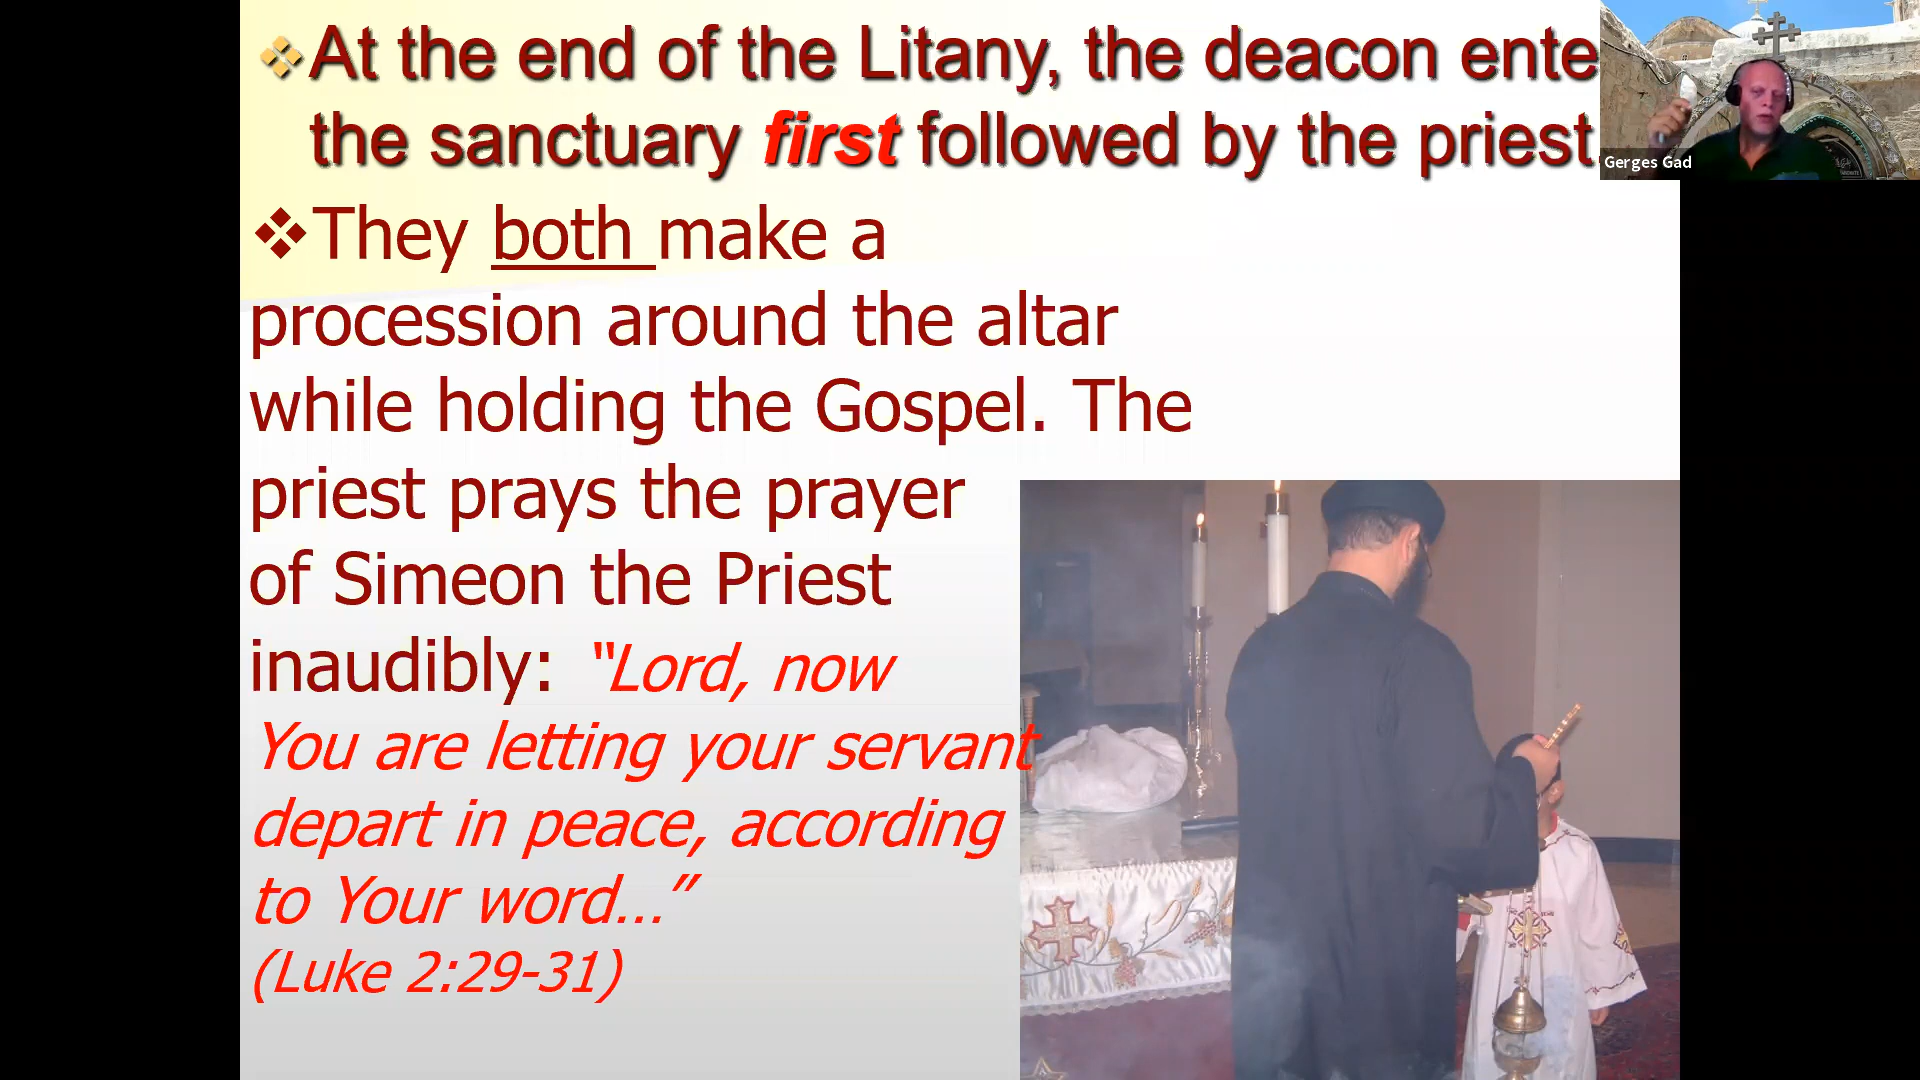 ❖At the end of the Litany, the deacon ente
the sanctuary first followed by the priest
Gerges Gad
❖They both make a
procession around the altar
while holding the Gospel. The
priest prays the prayer
of Simeon the Priest
inaudibly: “Lord, now
You are letting your servant
depart in peace, according
to Your word…”
(Luke 2:29-31)